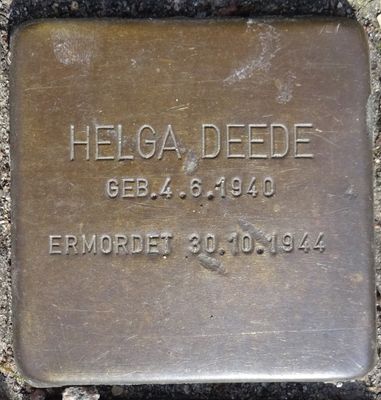 HELGA DEEDE
GEB.4.6.1940
ERMORDET 30.10.1944